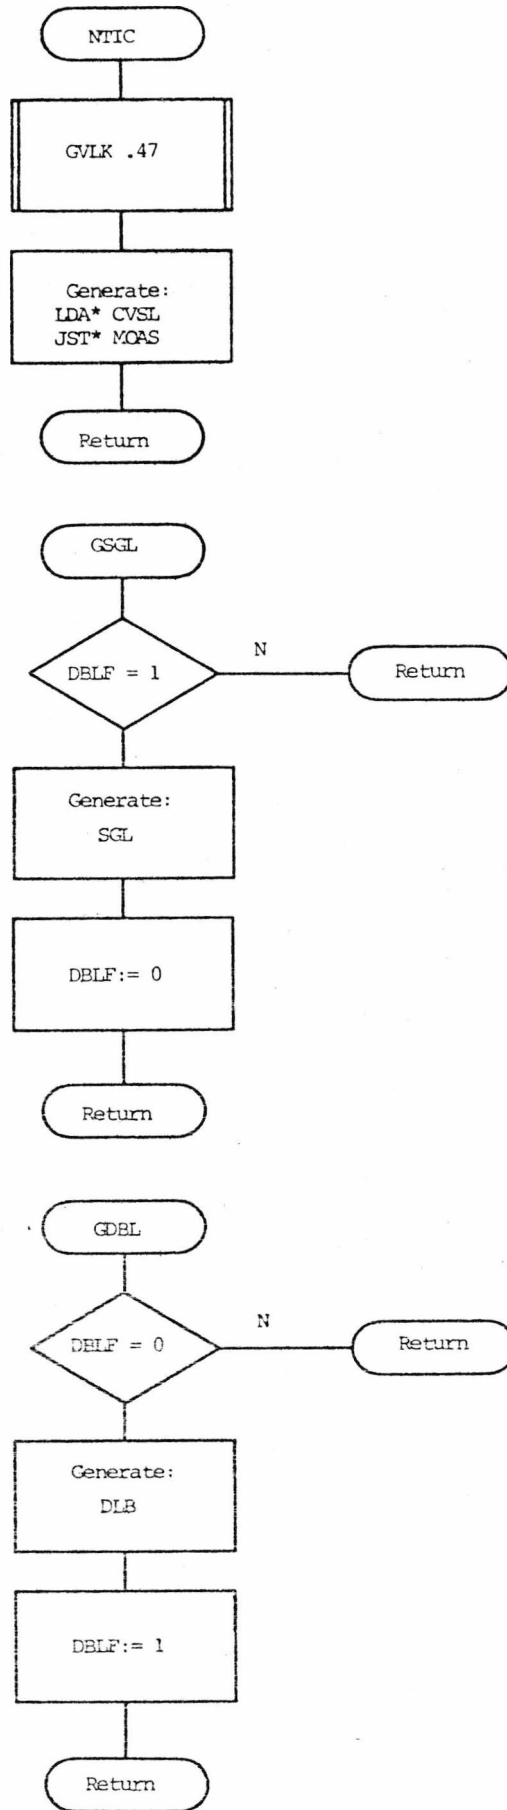 NTIC
GVLK .47
Generate:
LDA* CVSL
JST* MOAS
Return
GSGL
DBLF = 1
N
Return
Generate:
SGL
DBLF:= 0
Return
GDBL
DBLF = 0
N
Return
Generate:
DLB
DBLF:= 1
Return